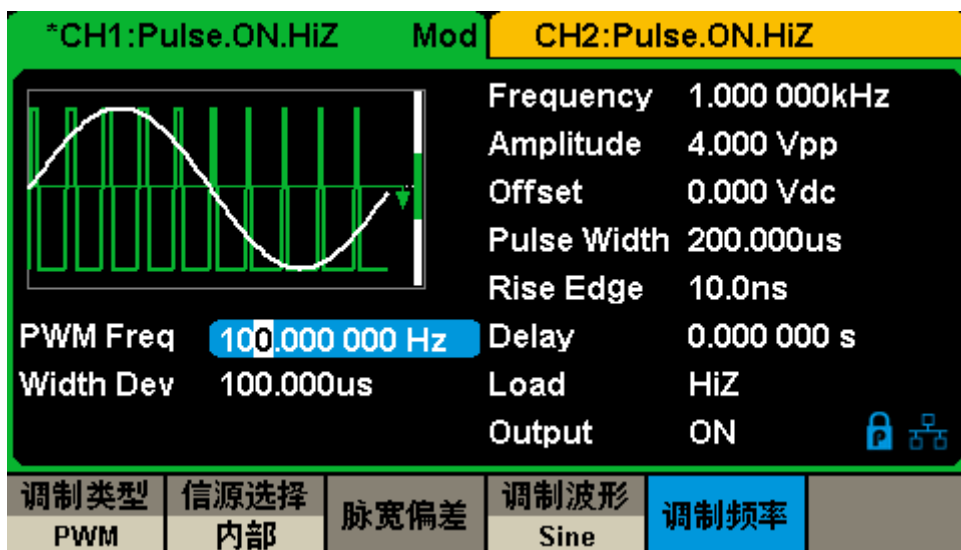 *CH1:Pulse.ON.HiZ Mod
CH2:Pulse.ON.HiZ
Frequency 1.000 000kHz
Amplitude 4.000 Vpp
Offset 0.000 Vdc
Pulse Width 200.000us
Rise Edge 10.0ns
PWM Freq 100.000 000 Hz
Delay 0.000 000 s
Width Dev 100.000us
Load HiZ
Output ON
P
调制类型
PWM
信源选择
内部
脉宽偏差
调制波形
Sine
调制频率